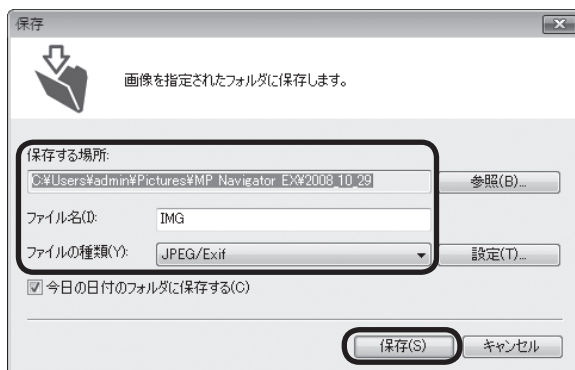 保存
画像を指定されたフォルダに保存します。
保存する場所:
C:¥Users¥admin¥Pictures¥MP Navigator EX¥2008_10_29
参照(B)...
ファイル名(I):
IMG
ファイルの種類(Y):
JPEG/Exif
設定(T)...
今日の日付のフォルダに保存する(C)
保存(S)
キャンセル